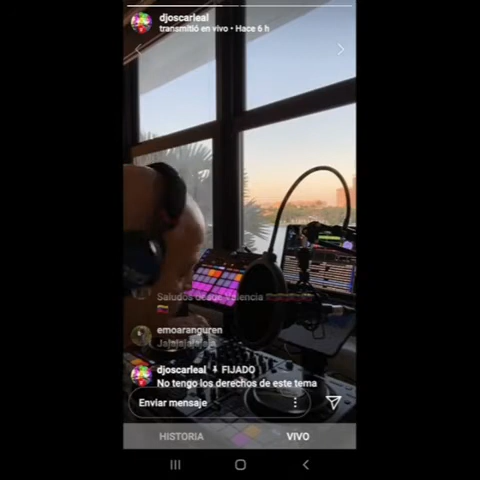 djoscarleal
transmitió en vivo • Hace 6 h
Saludos desde Valencia
emoaranguren
Jajajajajaja
djoscarleal FIJADO
No tengo los derechos de este tema
Enviar mensaje
HISTORIA
VIVO